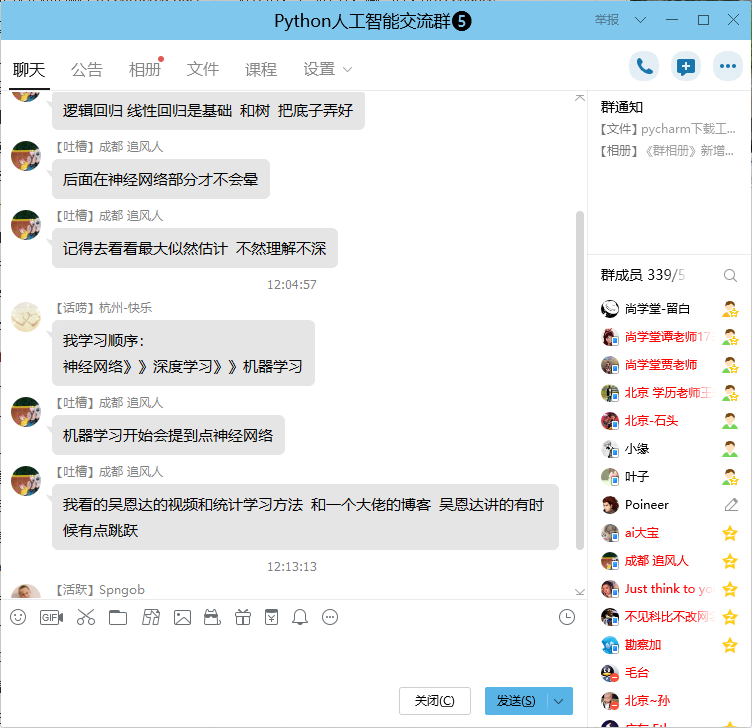 Python人工智能交流群❺
举报
聊天 公告 相册 文件 课程 设置
逻辑回归 线性回归是基础 和树 把底子弄好
【吐槽】成都 追风人
后面在神经网络部分才不会晕
【吐槽】成都 追风人
记得去看看最大似然估计 不然理解不深
12:04:57
【话唠】杭州-快乐
我学习顺序：
神经网络》》深度学习》》机器学习
【吐槽】成都 追风人
机器学习开始会提到点神经网络
【吐槽】成都 追风人
我看的吴恩达的视频和统计学习方法 和一个大佬的博客 吴恩达讲的有时
候有点跳跃
12:13:13
【活跃】Spngob
GIF
关闭(C)
发送(S)
群通知
【文件】pycharm下载工...
【相册】《群相册》新增...
群成员 339/5
尚学堂-留白
尚学堂谭老师17
尚学堂贾老师
北京 学历老师王
北京-石头
小缘
叶子
Poineer
ai大宝
成都 追风人
Just think to yo
不见科比不改网名
勘察加
毛台
北京~孙